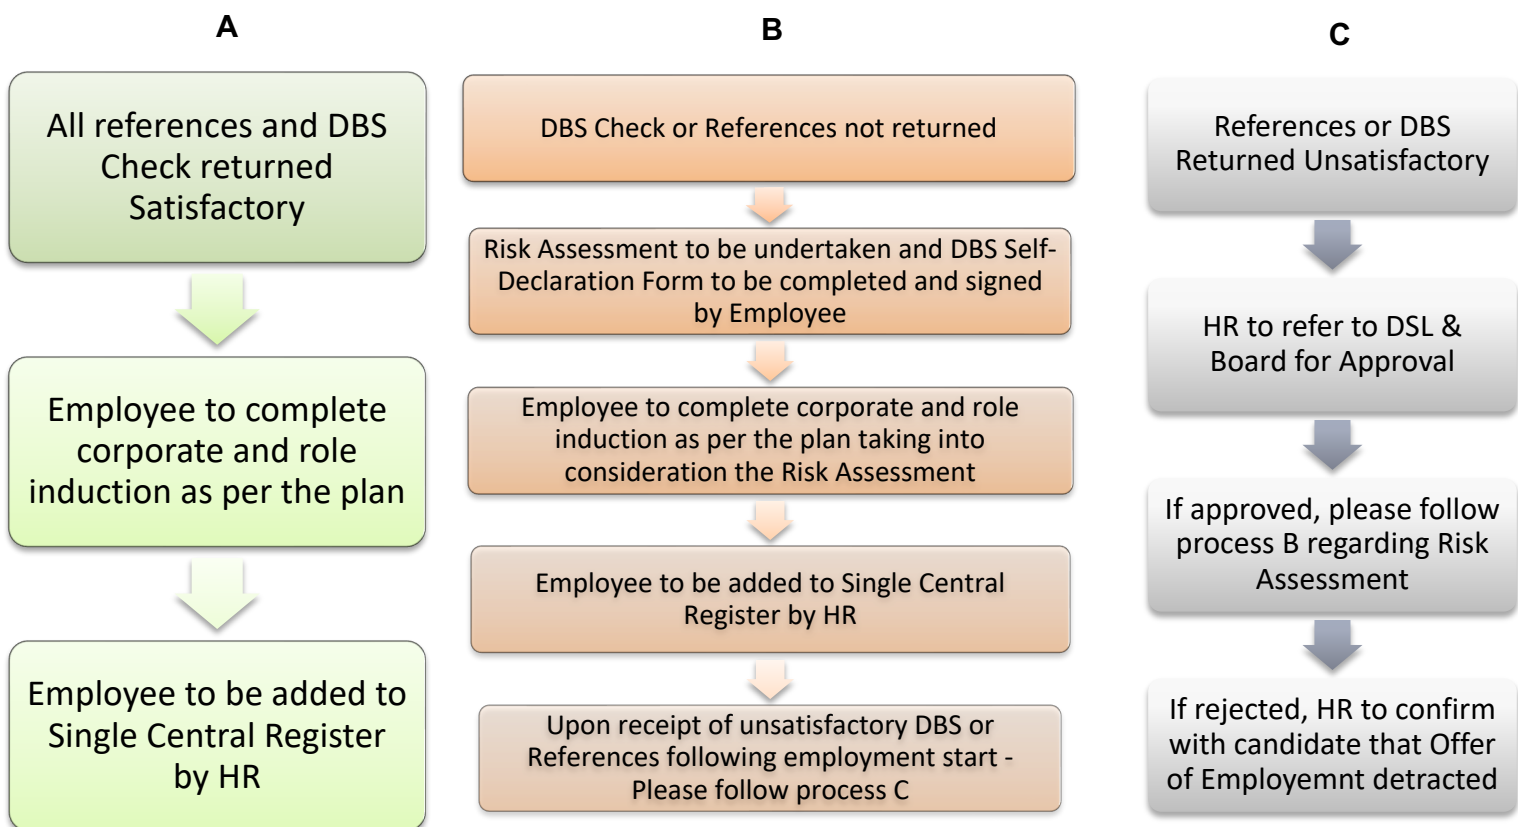 A
All references and DBS
Check returned
Satisfactory
Employee to complete
corporate and role
induction as per the plan
Employee to be added to
Single Central Register
by HR
B
DBS Check or References not returned
Risk Assessment to be undertaken and DBS Self-
Declaration Form to be completed and signed
by Employee
Employee to complete corporate and role
induction as per the plan taking into
consideration the Risk Assessment
Employee to be added to Single Central
Register by HR
Upon receipt of unsatisfactory DBS or
References following employment start -
Please follow process C
C
References or DBS
Returned Unsatisfactory
HR to refer to DSL &
Board for Approval
If approved, please follow
process B regarding Risk
Assessment
If rejected, HR to confirm
with candidate that Offer
of Employemnt detracted